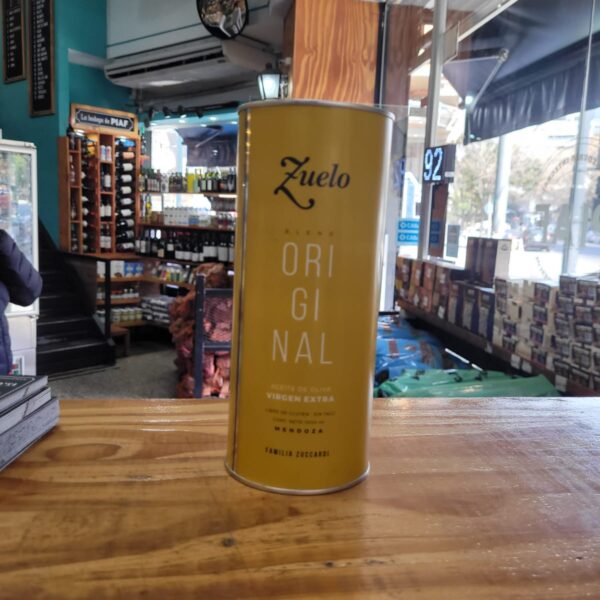 La bodega de PIAF
92
Zuelo
BLEND
ORI
GI
NAL
ACEITE DE OLIVA
VIRGEN EXTRA
MENDOZA
FAMILIA ZUCCARDI